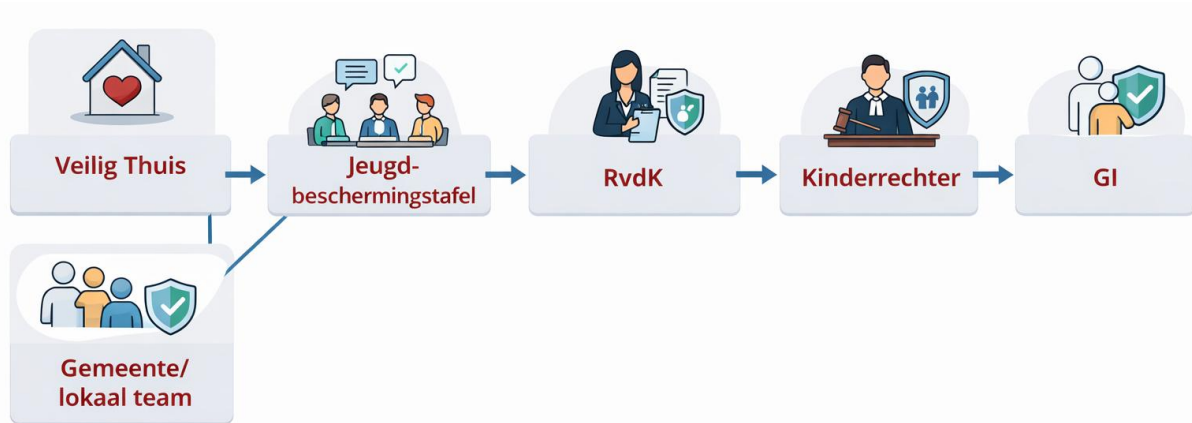 Veilig Thuis
Jeugd-
beschermingstafel
RvdK
Kinderrechter
GI
Gemeente/
lokaal team